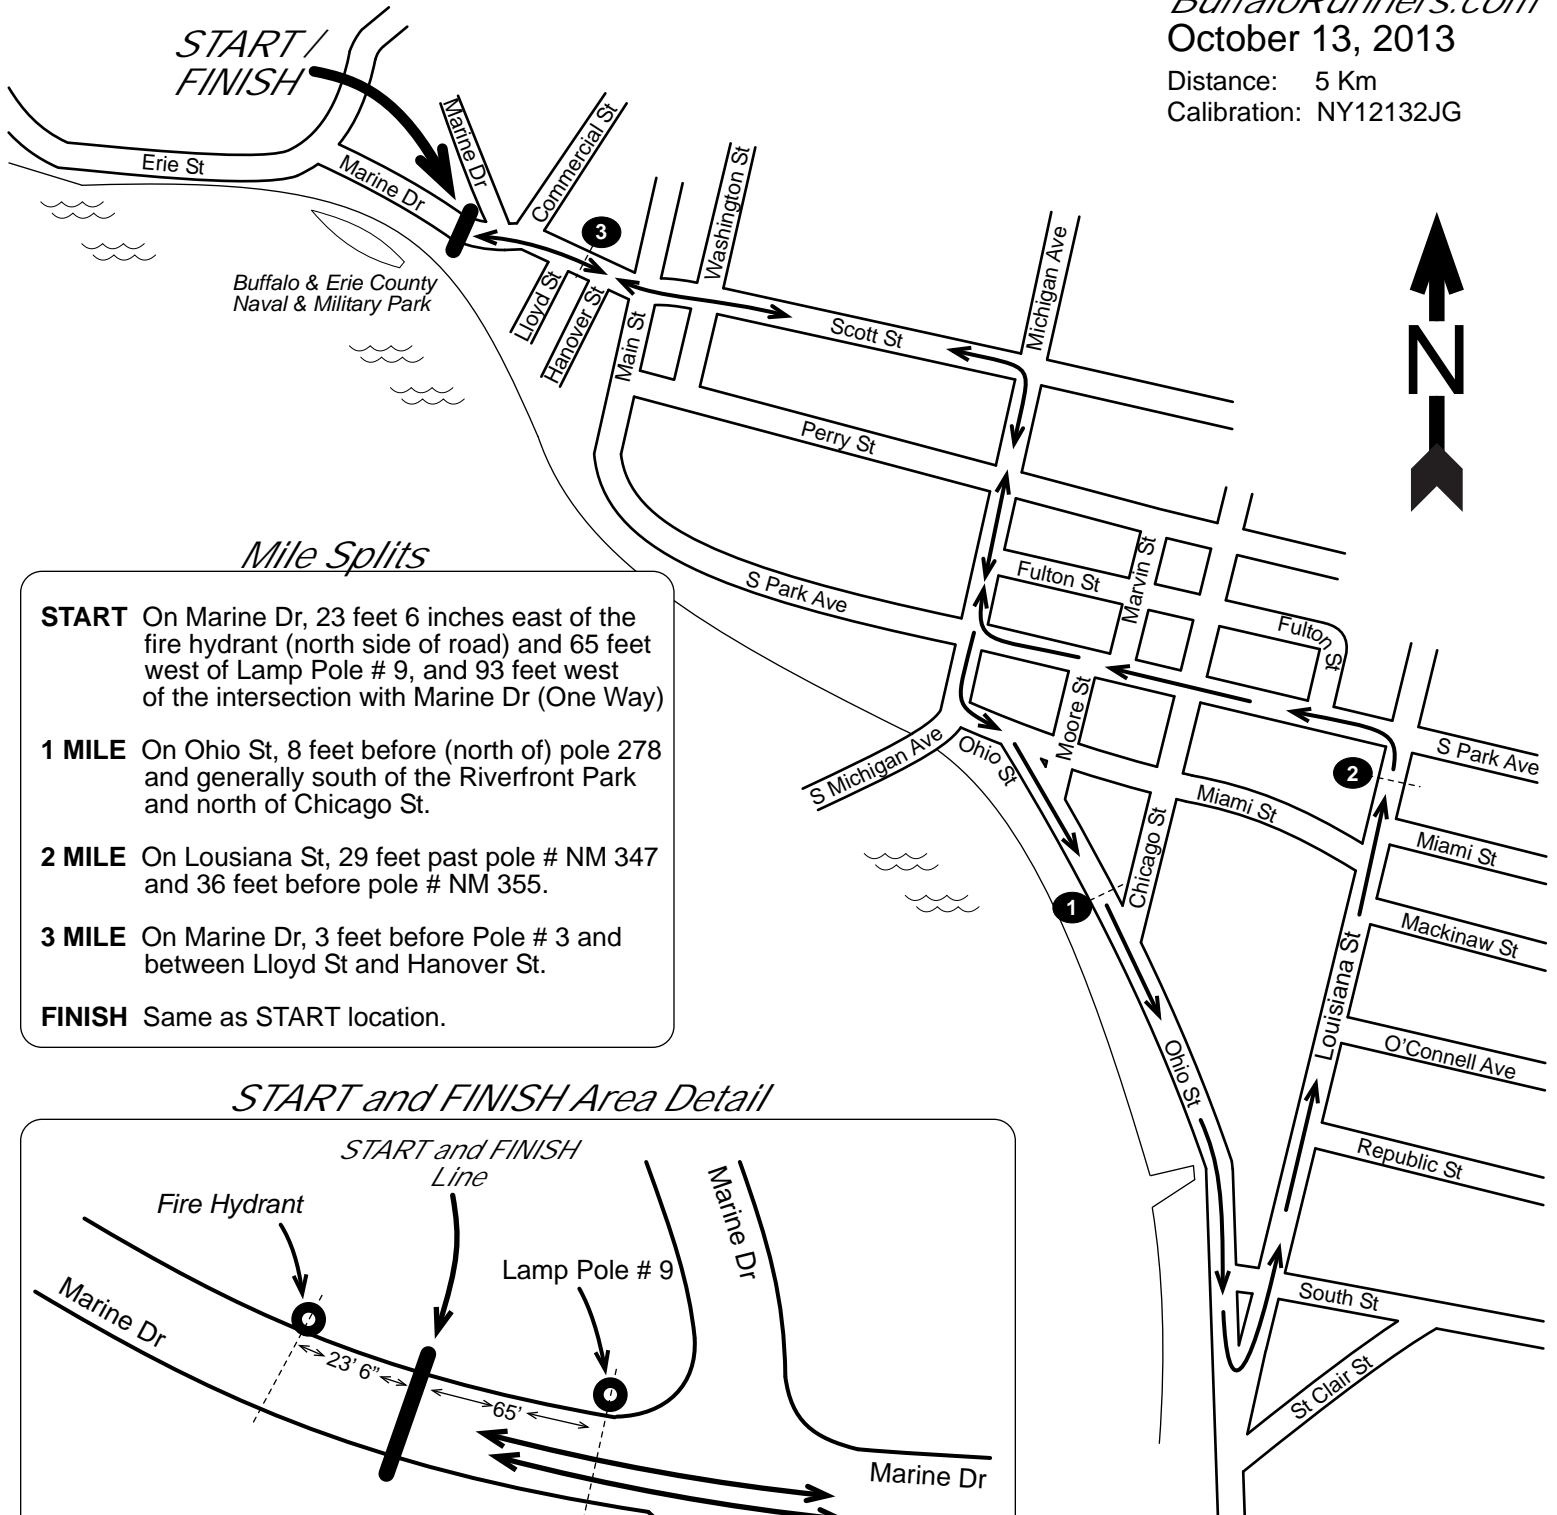 BuffaloRunners.com
October 13, 2013
Distance: 5 Km
Calibration: NY12132JG
START /
FINISH
Erie St
Marine Dr
Marine Dr
Commercial St
3
Washington St
Michigan Ave
Buffalo & Erie County
Naval & Military Park
Lloyd St
Hanover St
Main St
Scott St
N
Perry St
S Park Ave
Fulton St
Marvin St
Fulton St
Moore St
S Michigan Ave
Ohio St
S Park Ave
2
Miami St
Miami St
Chicago St
1
Mackinaw St
Louisiana St
O'Connell Ave
Ohio St
Republic St
South St
St Clair St
Mile Splits
START On Marine Dr, 23 feet 6 inches east of the
fire hydrant (north side of road) and 65 feet
west of Lamp Pole # 9, and 93 feet west
of the intersection with Marine Dr (One Way)
1 MILE On Ohio St, 8 feet before (north of) pole 278
and generally south of the Riverfront Park
and north of Chicago St.
2 MILE On Lousiana St, 29 feet past pole # NM 347
and 36 feet before pole # NM 355.
3 MILE On Marine Dr, 3 feet before Pole # 3 and
between Lloyd St and Hanover St.
FINISH Same as START location.
START and FINISH Area Detail
START and FINISH
Line
Fire Hydrant
Marine Dr
Lamp Pole # 9
Marine Dr
23' 6"
65'
Marine Dr